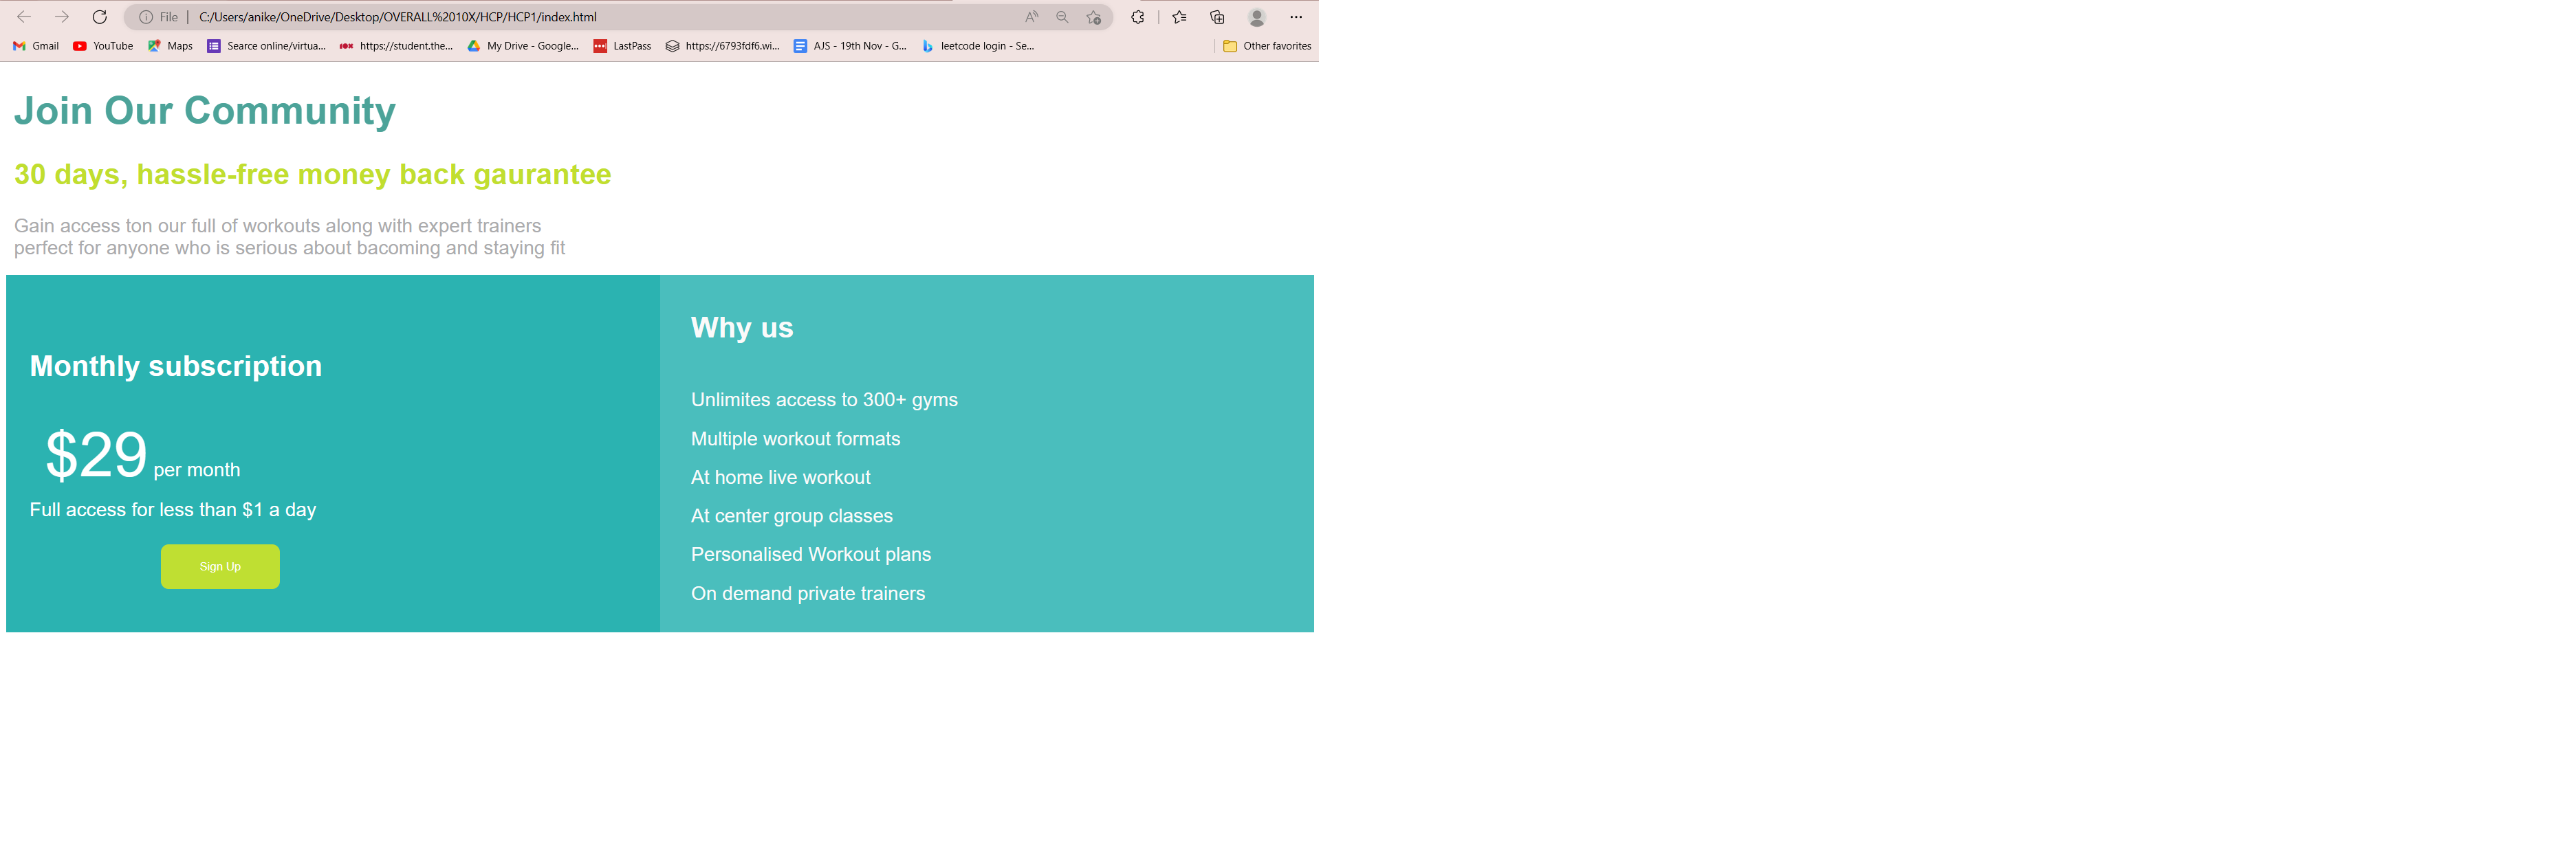 File
C:/Users/anike/OneDrive/Desktop/OVERALL%2010X/HCP/HCP1/index.html
Gmail
YouTube
Maps
Searce online/virtua...
https://student.the...
My Drive - Google...
LastPass
https://6793fdf6.wi...
AJS - 19th Nov - G...
leetcode login - Se...
Other favorites
Join Our Community
30 days, hassle-free money back gaurantee
Gain access ton our full of workouts along with expert trainers
perfect for anyone who is serious about bacoming and staying fit
Monthly subscription
$29 per month
Full access for less than $1 a day
Sign Up
Why us
Unlimites access to 300+ gyms
Multiple workout formats
At home live workout
At center group classes
Personalised Workout plans
On demand private trainers